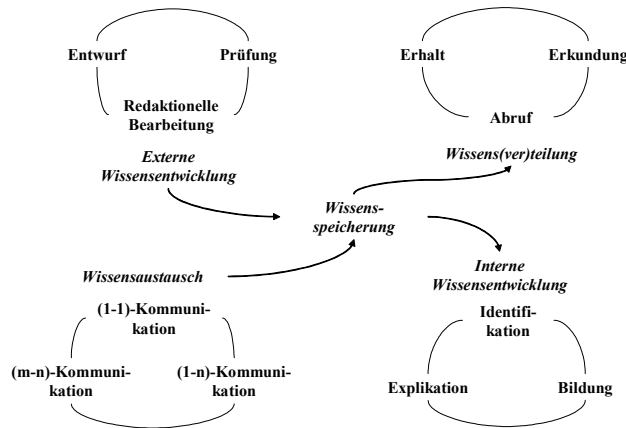 Entwurf
Prüfung
Redaktionelle
Bearbeitung
Externe
Wissensentwicklung
Erhalt
Erkundung
Abruf
Wissens(ver)teilung
Wissens-
speicherung
Wissensaustausch
(1-1)-Kommuni-
kation
(m-n)-Kommuni-
kation
(1-n)-Kommuni-
kation
Interne
Wissensentwicklung
Identifi-
kation
Explikation
Bildung